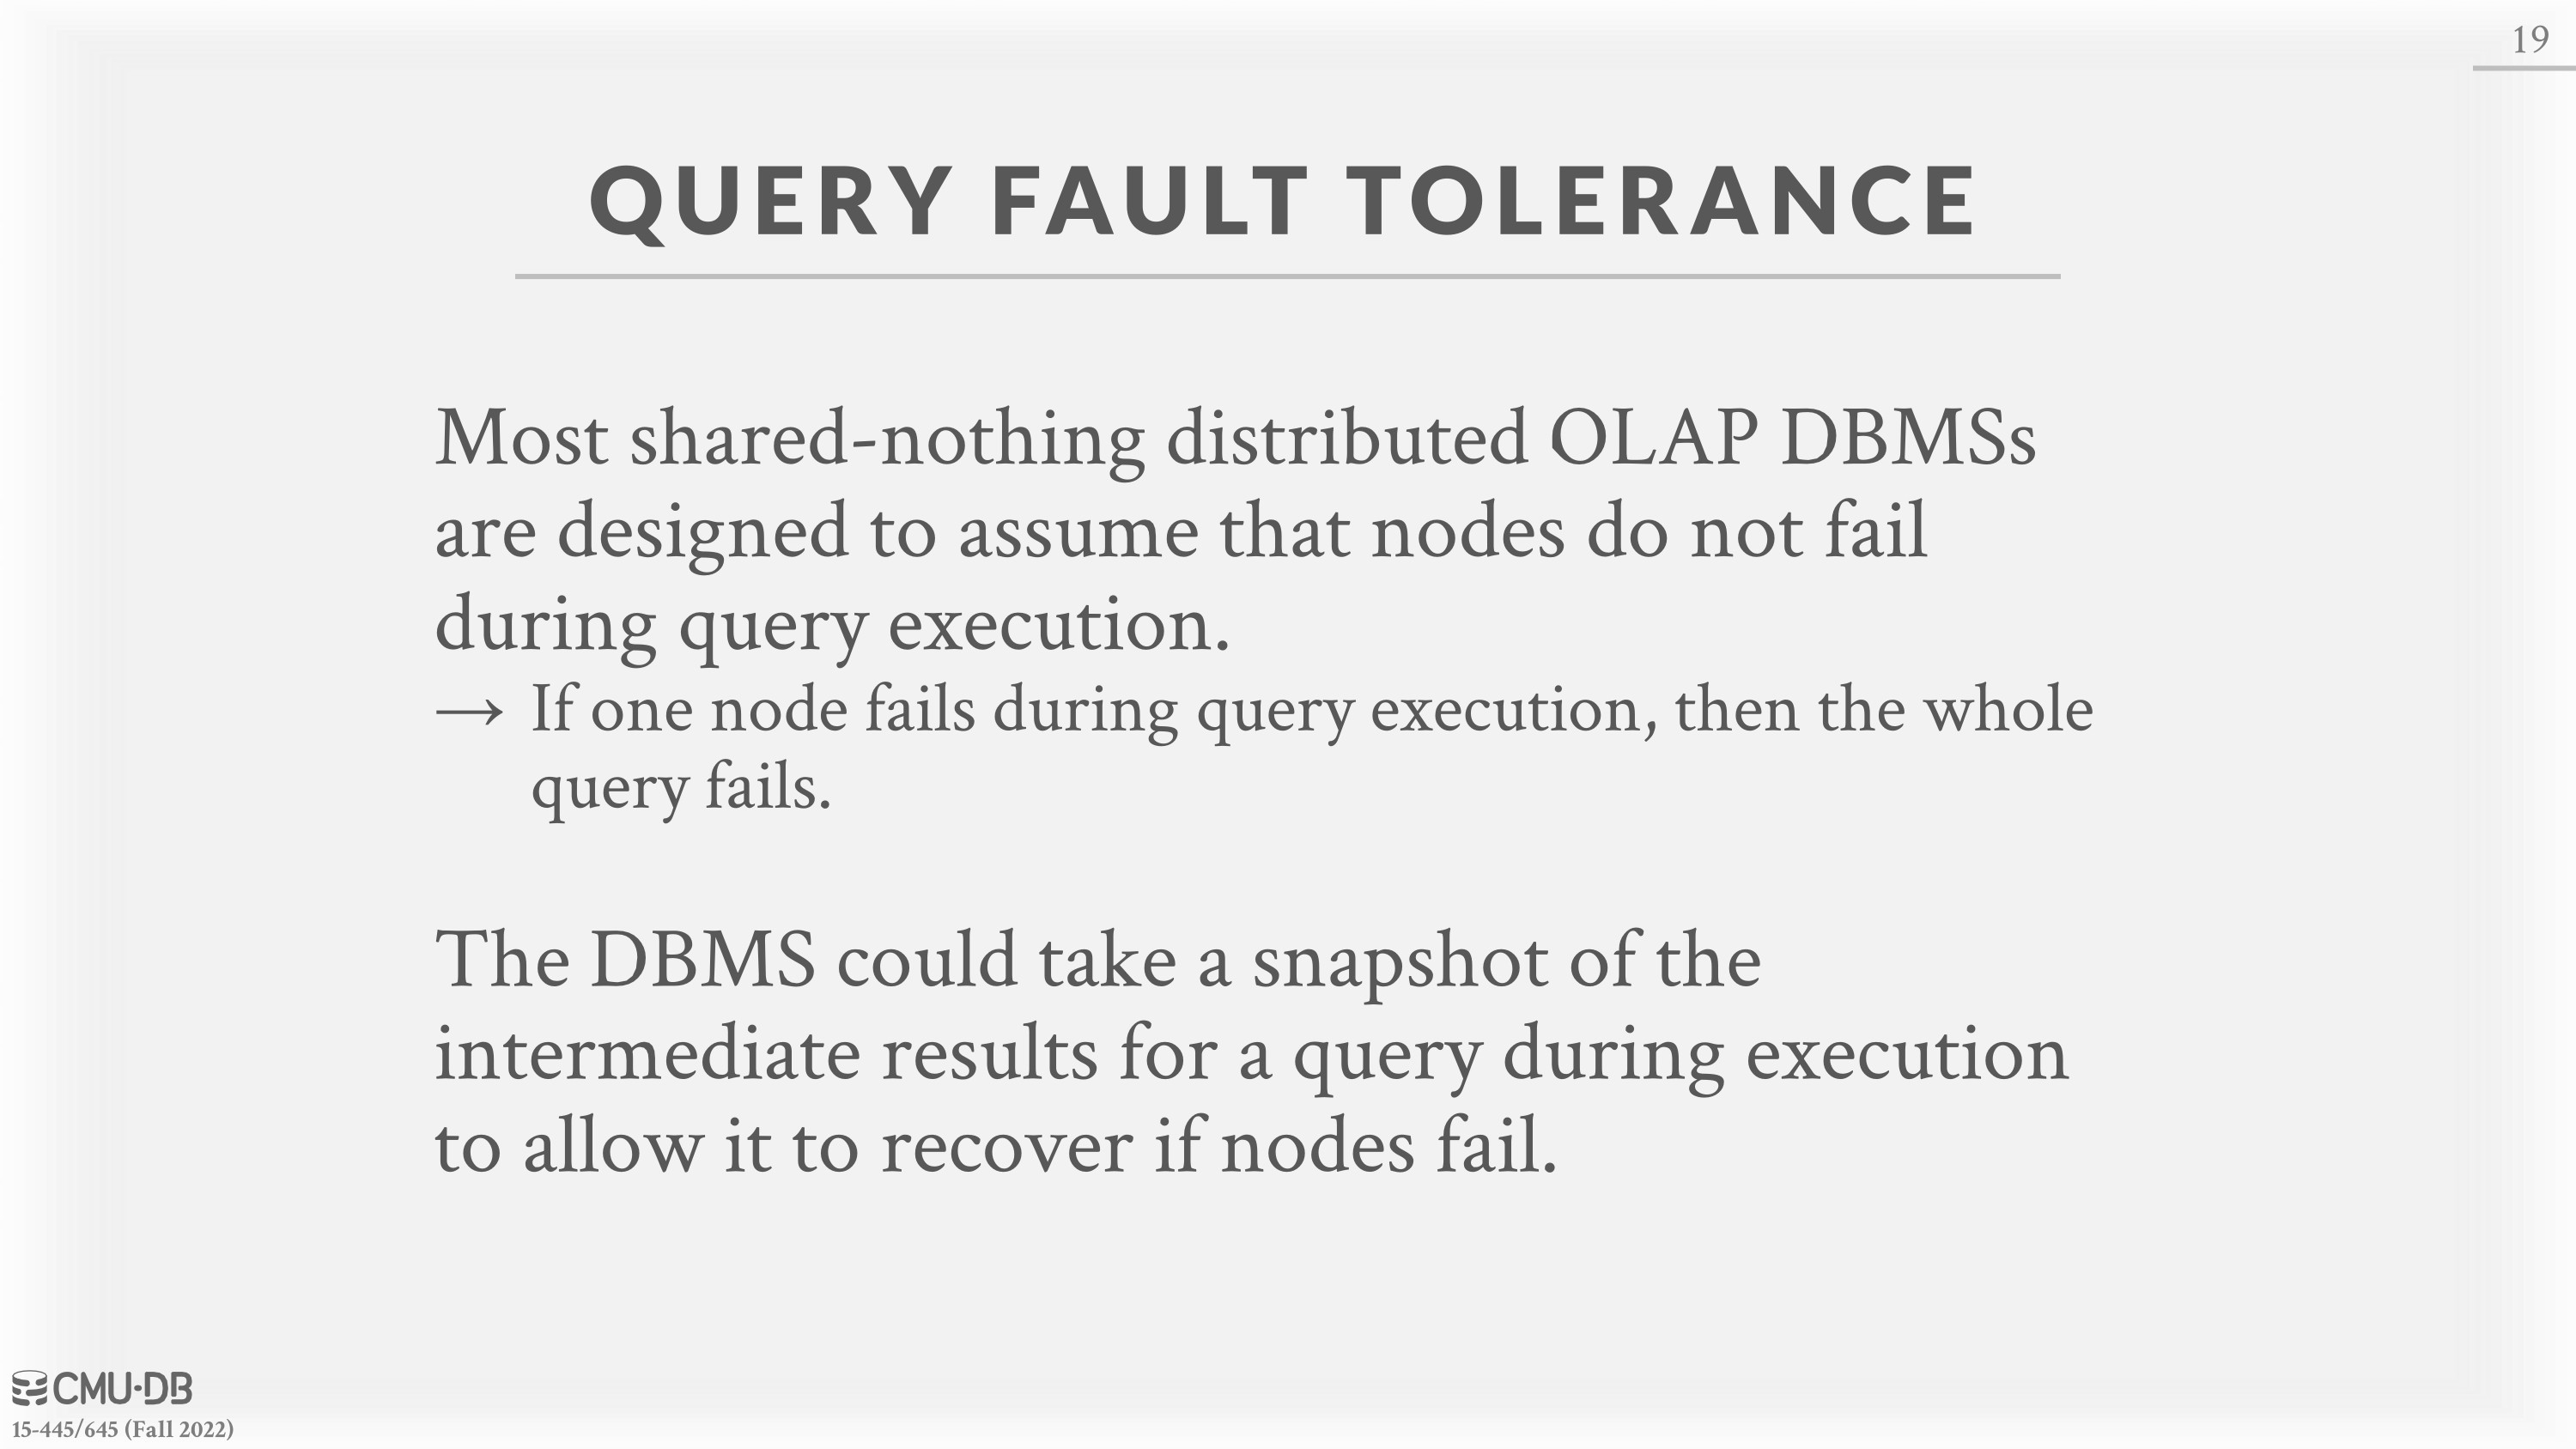 19
QUERY FAULT TOLERANCE
Most shared-nothing distributed OLAP DBMSs
are designed to assume that nodes do not fail
during query execution.
→ If one node fails during query execution, then the whole
query fails.
The DBMS could take a snapshot of the
intermediate results for a query during execution
to allow it to recover if nodes fail.
CMU·DB
15-445/645 (Fall 2022)